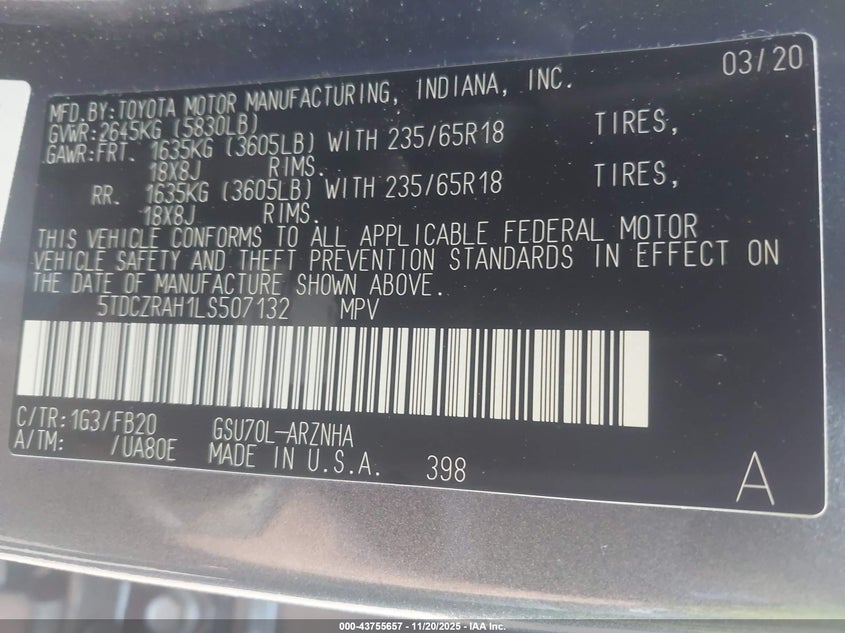 03/20
MFD.BY:TOYOTA MOTOR MANUFACTURING, INDIANA, INC.
GVWR:2645KG (5830LB)
GAWR:FRT. 1635KG (3605LB) WITH 235/65R18 TIRES,
18X8J RIMS.
RR. 1635KG (3605LB) WITH 235/65R18 TIRES,
18X8J RIMS.
THIS VEHICLE CONFORMS TO ALL APPLICABLE FEDERAL MOTOR
VEHICLE SAFETY AND THEFT PREVENTION STANDARDS IN EFFECT ON
THE DATE OF MANUFACTURE SHOWN ABOVE.
5TDCZRAH1LS507132 MPV
C/TR:1G3/FB20 GSU70L-ARZNHA
A/TM: /UA80E MADE IN U.S.A. 398
A
000-43755657 - 11/20/2025 - IAA Inc.